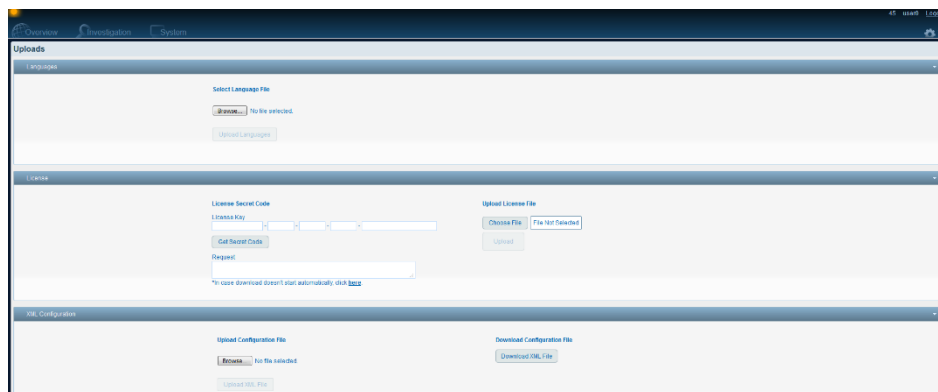 45 user8 Logo
Overview Investigation System
Uploads
Languages
Select Language File
Browse... No file selected.
Upload Languages
License
License Secret Code Upload License File
License Key
- - - -
Choose File File Not Selected
Get Secret Code Upload
Request
*In case download doesn't start automatically, click here
XML Configuration
Upload Configuration File Download Configuration File
Browse... No file selected. Download XML File
Upload XML File